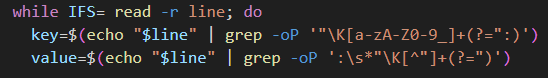 while IFS= read -r line; do
key=$(echo "$line" | grep -oP '"\K[a-zA-Z0-9_]+(?=":)')
value=$(echo "$line" | grep -oP ':\s*"\K[^"]+(?=")')